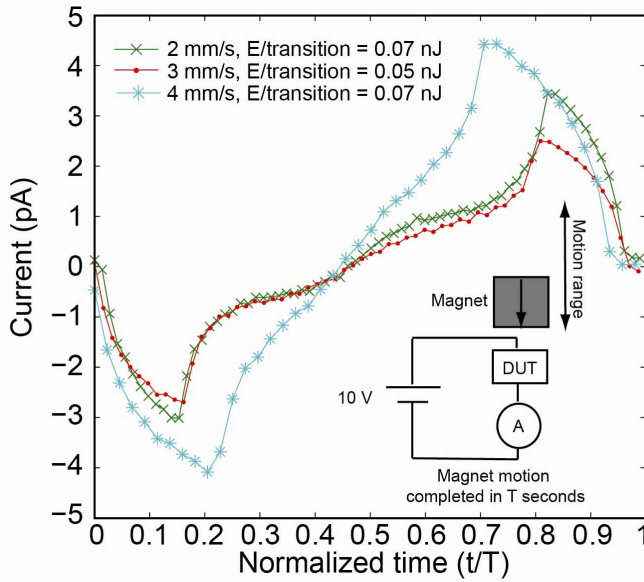 2 mm/s, E/transition = 0.07 nJ
3 mm/s, E/transition = 0.05 nJ
4 mm/s, E/transition = 0.07 nJ
Current (pA)
5
4
3
2
1
0
−1
−2
−3
−4
−5
Motion range
Magnet
DUT
10 V
A
Magnet motion
completed in T seconds
0 0.1 0.2 0.3 0.4 0.5 0.6 0.7 0.8 0.9 1
Normalized time (t/T)